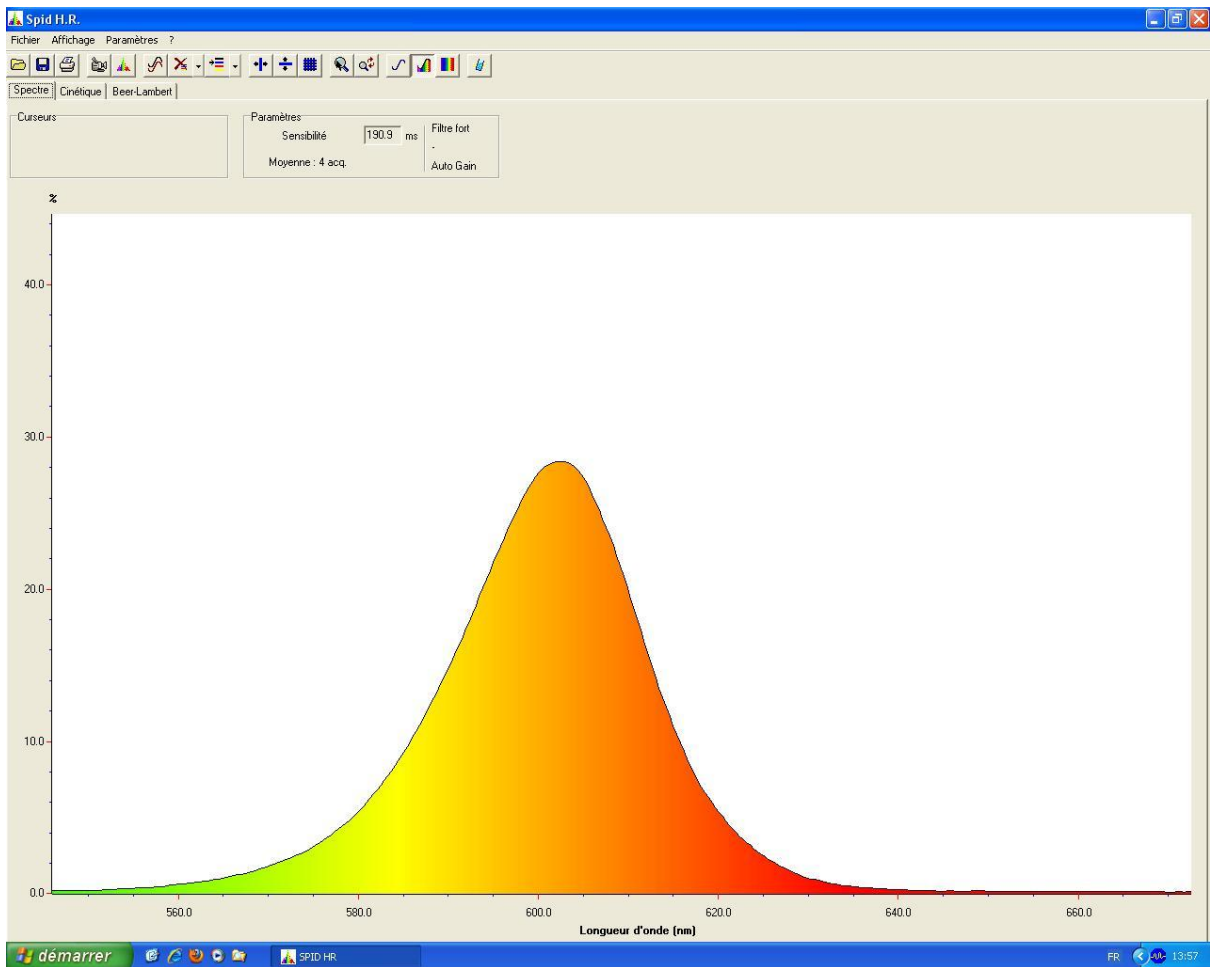 Spid H.R.
Fichier Affichage Paramètres ?
Spectre Cinétique Beer-Lambert
Curseurs
Paramètres
Sensibilité 190.9 ms
Moyenne : 4 acq.
Filtre fort
-
Auto Gain
%
40.0
30.0
20.0
10.0
0.0
560.0 580.0 600.0 620.0 640.0 660.0
Longueur d'onde (nm)
démarrer SPID HR FR 13:57